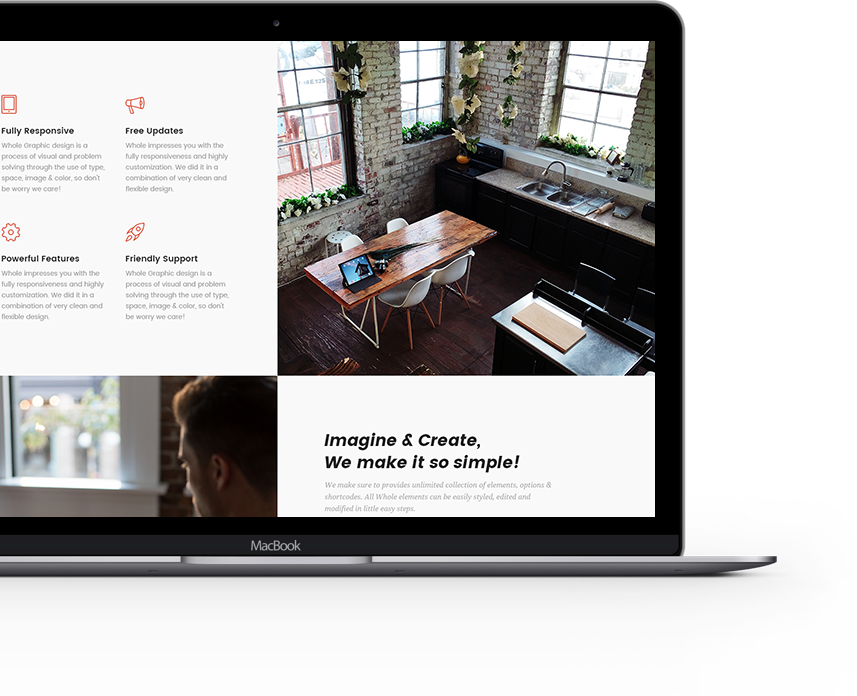 Fully Responsive
Whole Graphic design is a
process of visual and problem
solving through the use of type,
space, image & color, so don't
be worry we care!
Free Updates
Whole impresses you with the
fully responsiveness and highly
customization. We did it in a
combination of very clean and
flexible design.
Powerful Features
Whole impresses you with the
fully responsiveness and highly
customization. We did it in a
combination of very clean and
flexible design.
Friendly Support
Whole Graphic design is a
process of visual and problem
solving through the use of type,
space, image & color, so don't
be worry we care!
Imagine & Create,
We make it so simple!
We make sure to provides unlimited collection of elements, options &
shortcodes. All Whole elements can be easily styled, edited and
modified in little easy steps.
MacBook